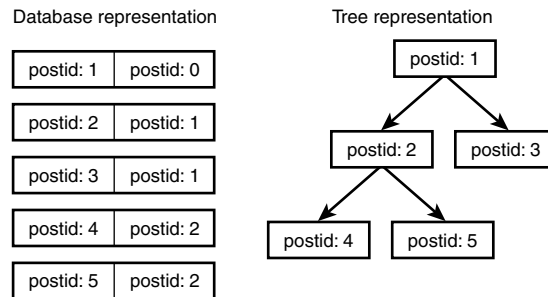 Database representation
postid: 1 postid: 0
postid: 2 postid: 1
postid: 3 postid: 1
postid: 4 postid: 2
postid: 5 postid: 2
Tree representation
postid: 1
postid: 2 postid: 3
postid: 4 postid: 5